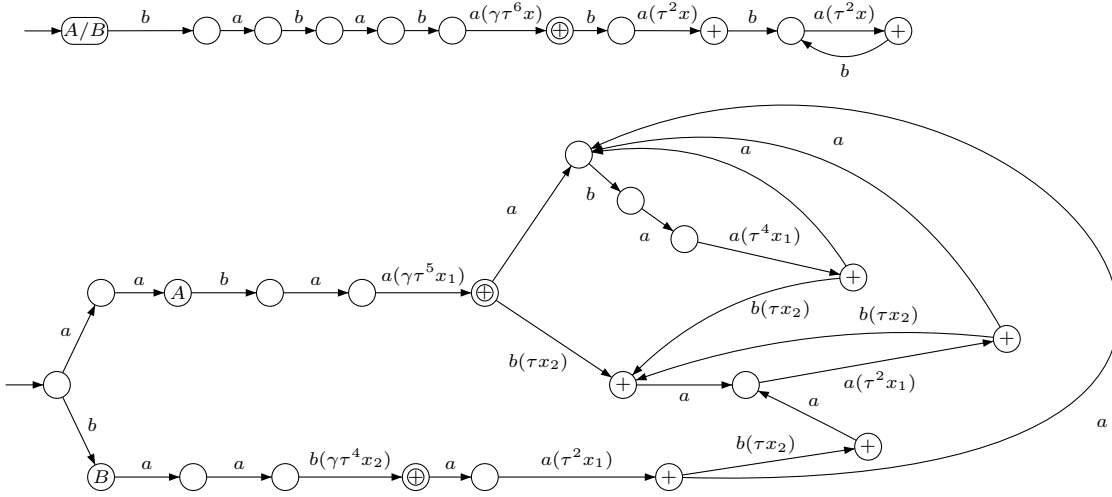 A/B b a b a b a(γτ⁶x) ⊕ b a(τ²x) + b a(τ²x) +
b
a
a
a b a(τ⁴x₁)
a A b a a(γτ⁵x₁) ⊕ +
a b(τx₂) b(τx₂)
b(τx₂) +
+ a a(τ²x₁)
b a a
b(τx₂) +
B a a b(γτ⁴x₂) ⊕ a a(τ²x₁) +